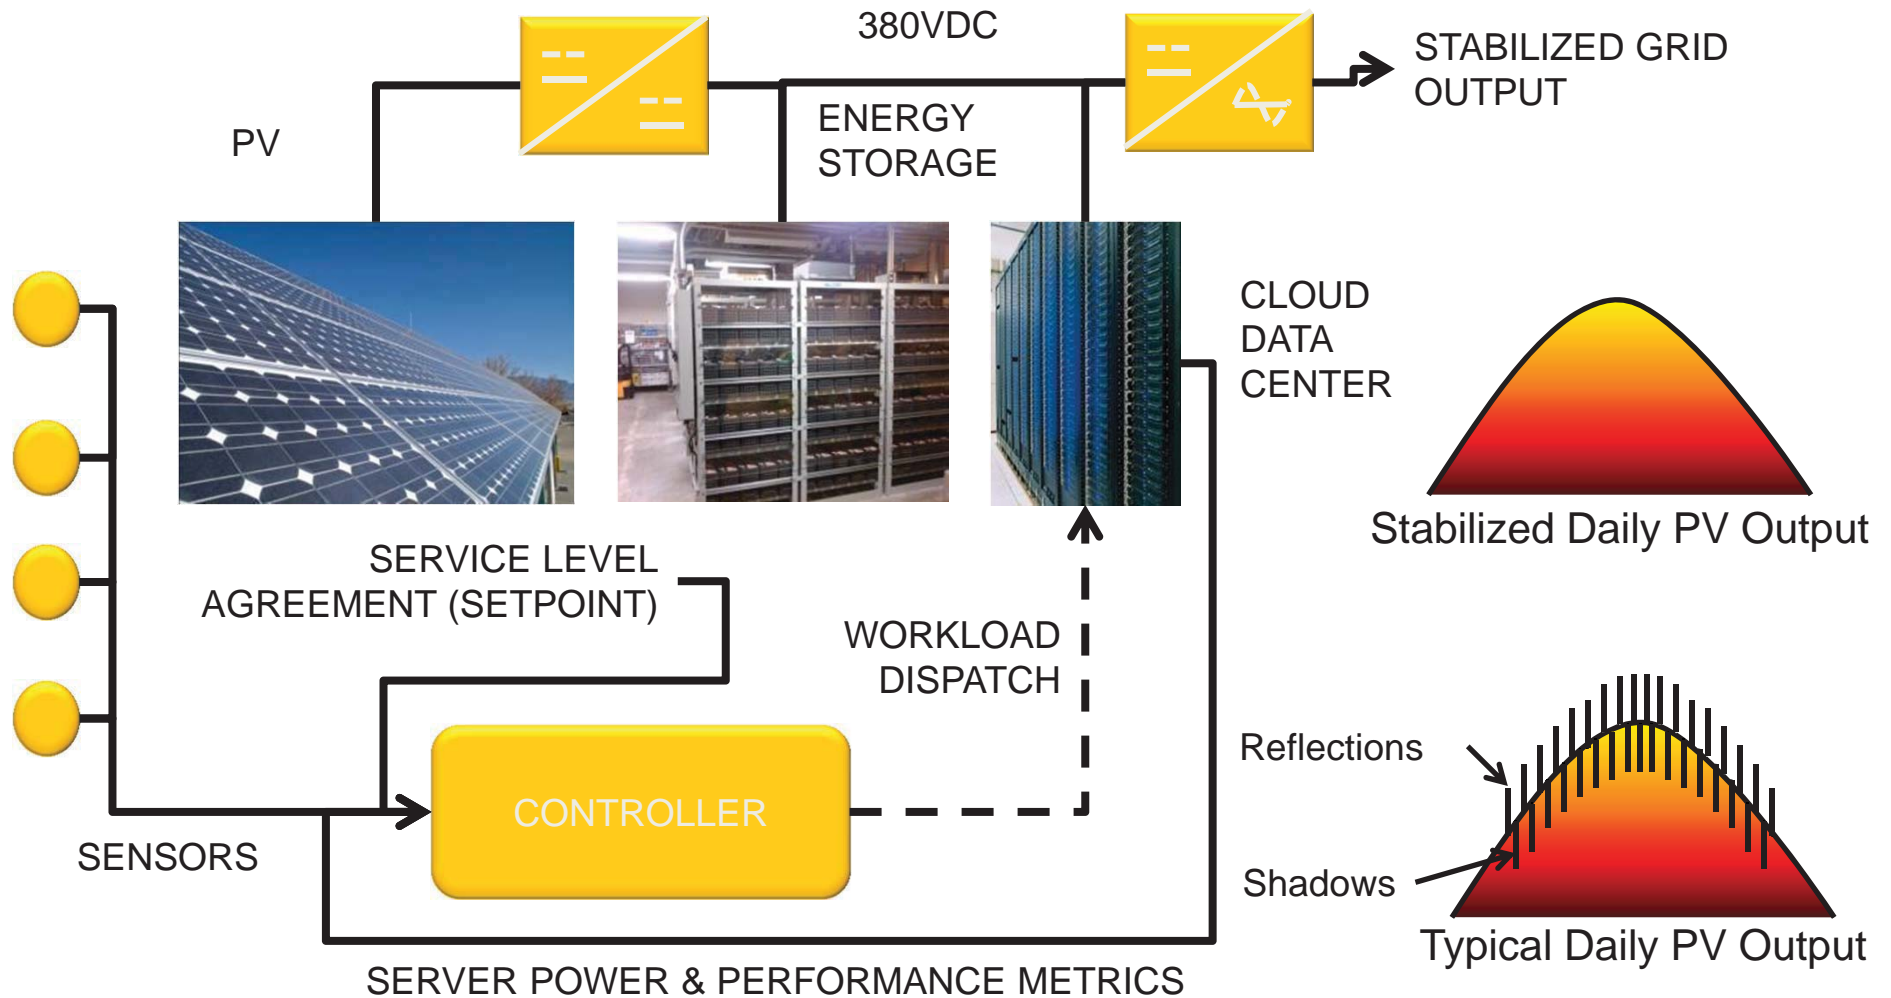 380VDC
STABILIZED GRID
OUTPUT
PV
ENERGY
STORAGE
CLOUD
DATA
CENTER
Stabilized Daily PV Output
SERVICE LEVEL
AGREEMENT (SETPOINT)
WORKLOAD
DISPATCH
Reflections
CONTROLLER
SENSORS
Shadows
Typical Daily PV Output
SERVER POWER & PERFORMANCE METRICS